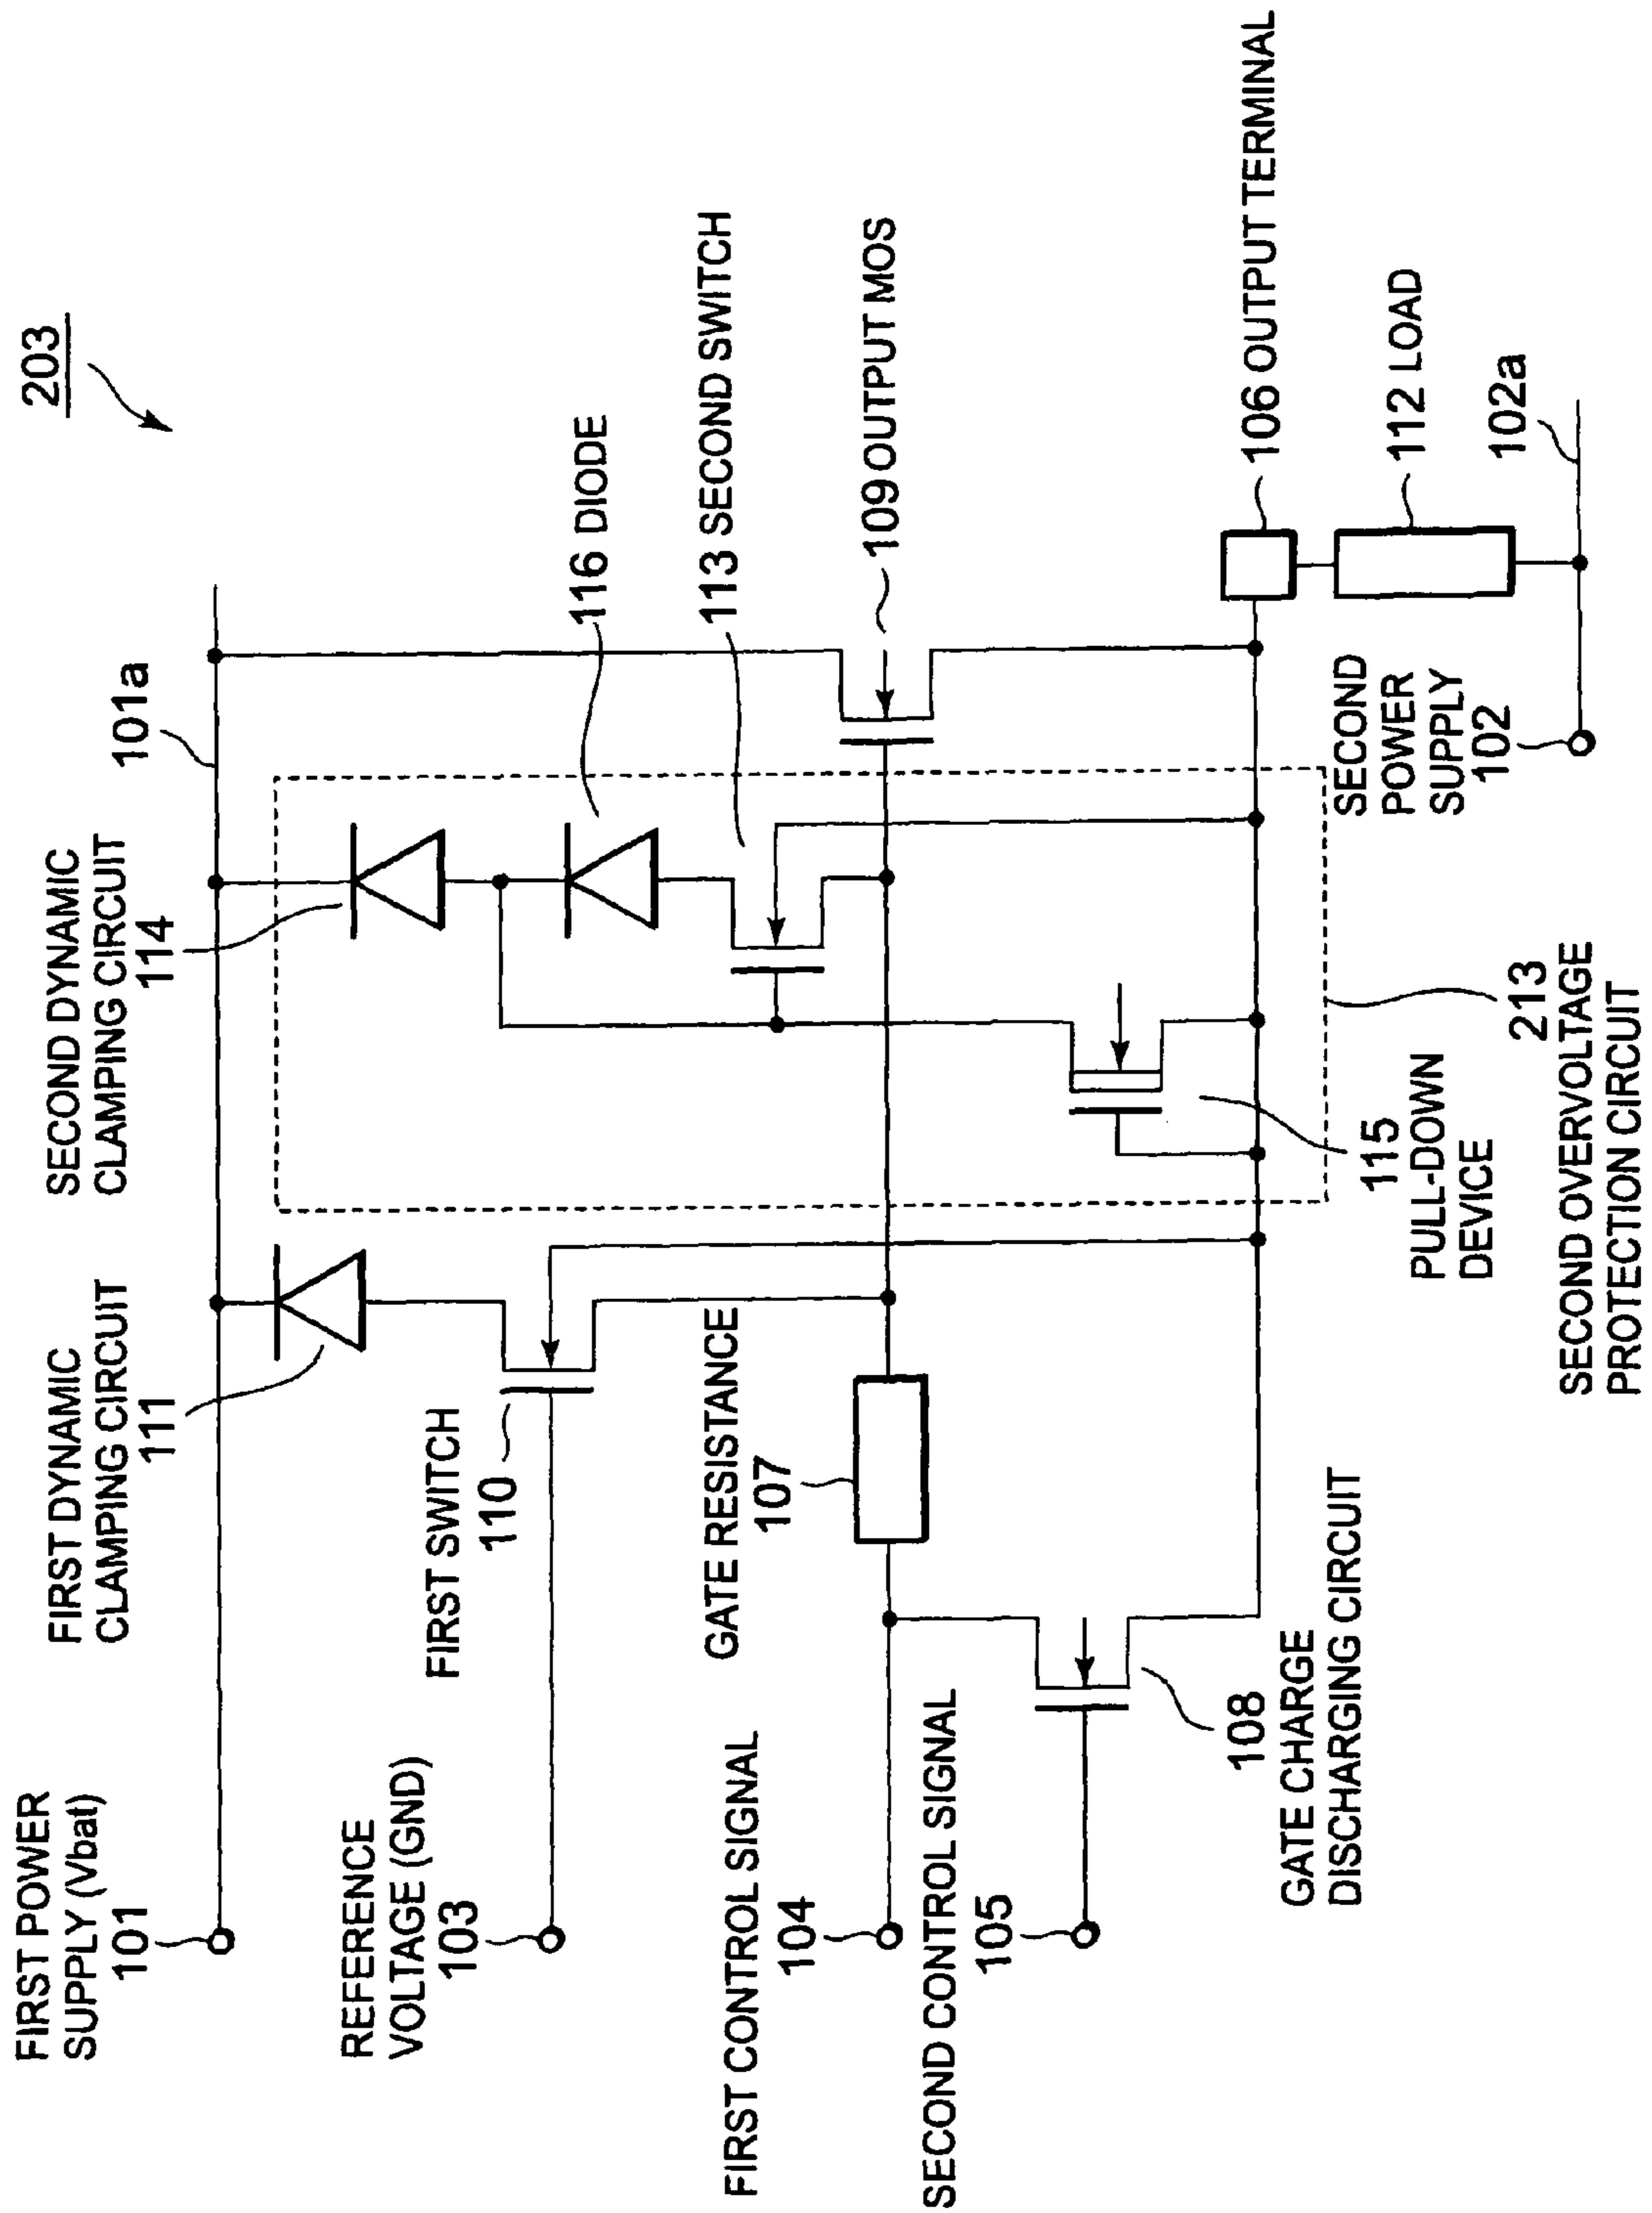 203
FIRST POWER
SUPPLY (Vbat)
101
FIRST DYNAMIC
CLAMPING CIRCUIT
111
SECOND DYNAMIC
CLAMPING CIRCUIT
114
101a
116 DIODE
113 SECOND SWITCH
109 OUTPUT MOS
REFERENCE
VOLTAGE (GND)
103
FIRST SWITCH
110
GATE RESISTANCE
107
FIRST CONTROL SIGNAL
104
SECOND CONTROL SIGNAL
105
108
GATE CHARGE
DISCHARGING CIRCUIT
115
PULL-DOWN
DEVICE
213
SECOND OVERVOLTAGE
PROTECTION CIRCUIT
106 OUTPUT TERMINAL
112 LOAD
102a
SECOND
POWER
SUPPLY
102